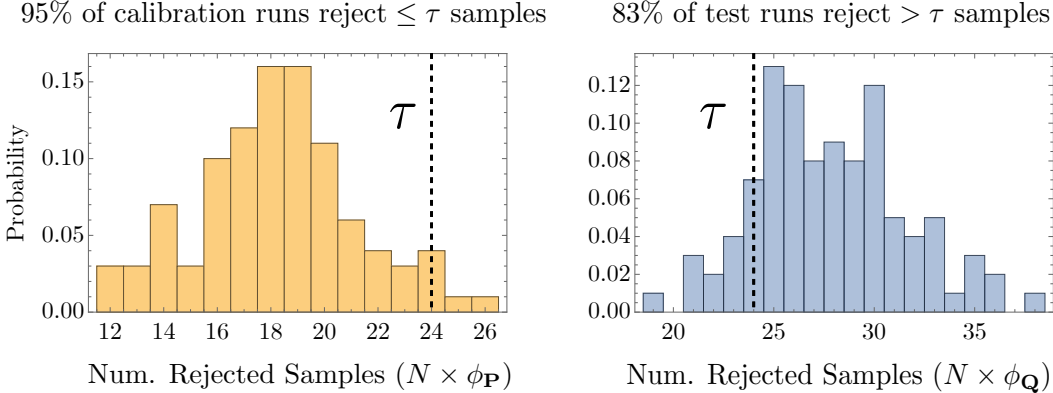 95% of calibration runs reject ≤ τ samples
83% of test runs reject > τ samples
Probability
0.15
0.10
0.05
0.00
τ
12 14 16 18 20 22 24 26
Num. Rejected Samples (N × ϕ_P)
0.12
0.10
0.08
0.06
0.04
0.02
0.00
τ
20 25 30 35
Num. Rejected Samples (N × ϕ_Q)